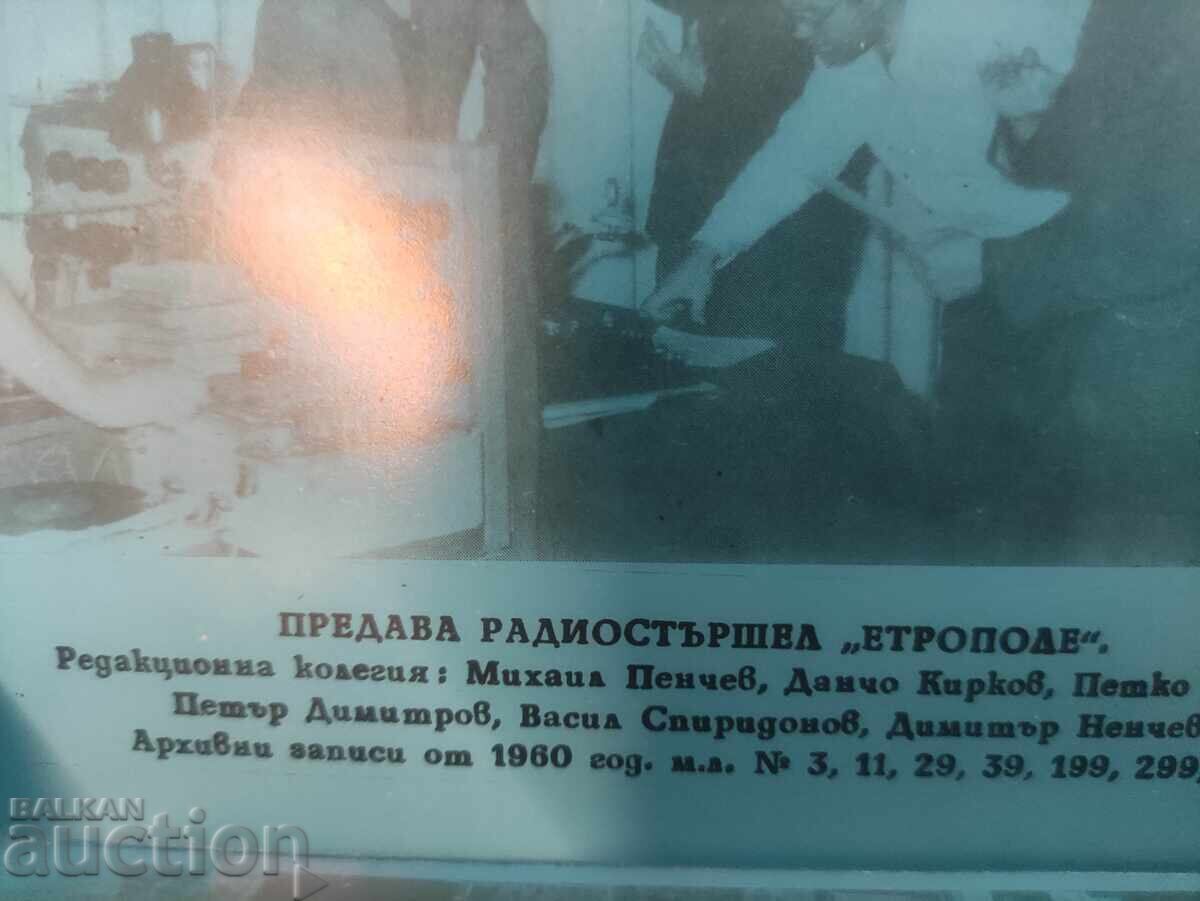 ПРЕДАВА РАДИОСТЪРШЕЛ „ЕТРОПОЛЕ“.
Редакционна колегия: Михаил Пенчев, Данчо Кирков, Петко
Петър Димитров, Васил Спиридонов, Димитър Ненчев
Архивни записи от 1960 год. м.л. № 3, 11, 29, 39, 199, 299,
BALKAN
auction